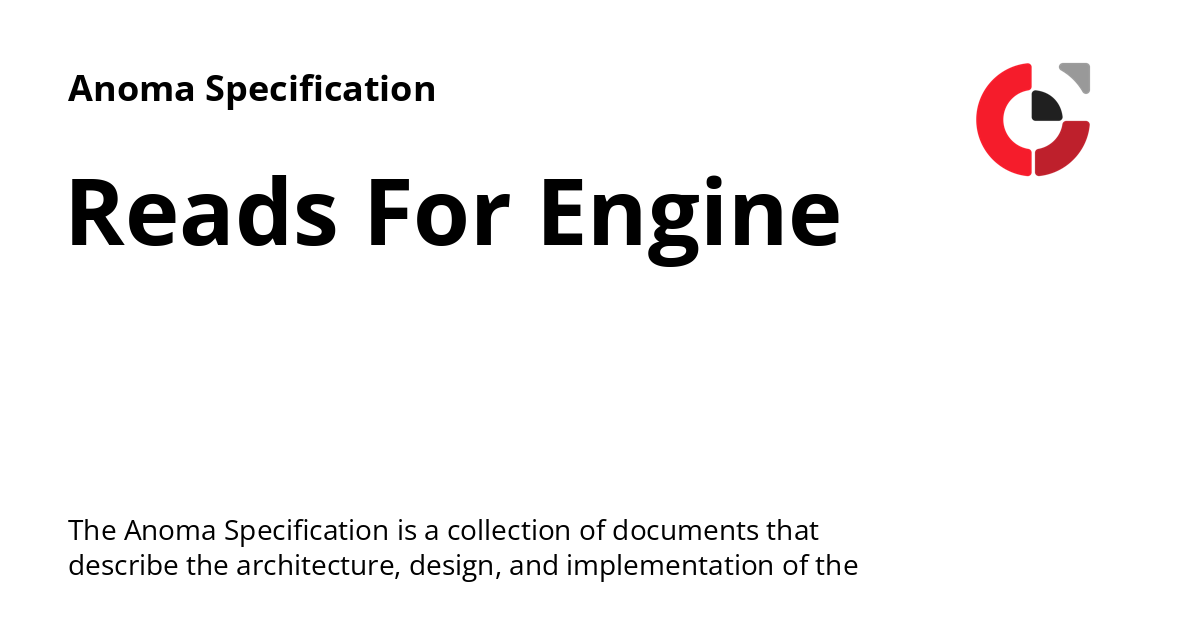 Anoma Specification
Reads For Engine
The Anoma Specification is a collection of documents that
describe the architecture, design, and implementation of the